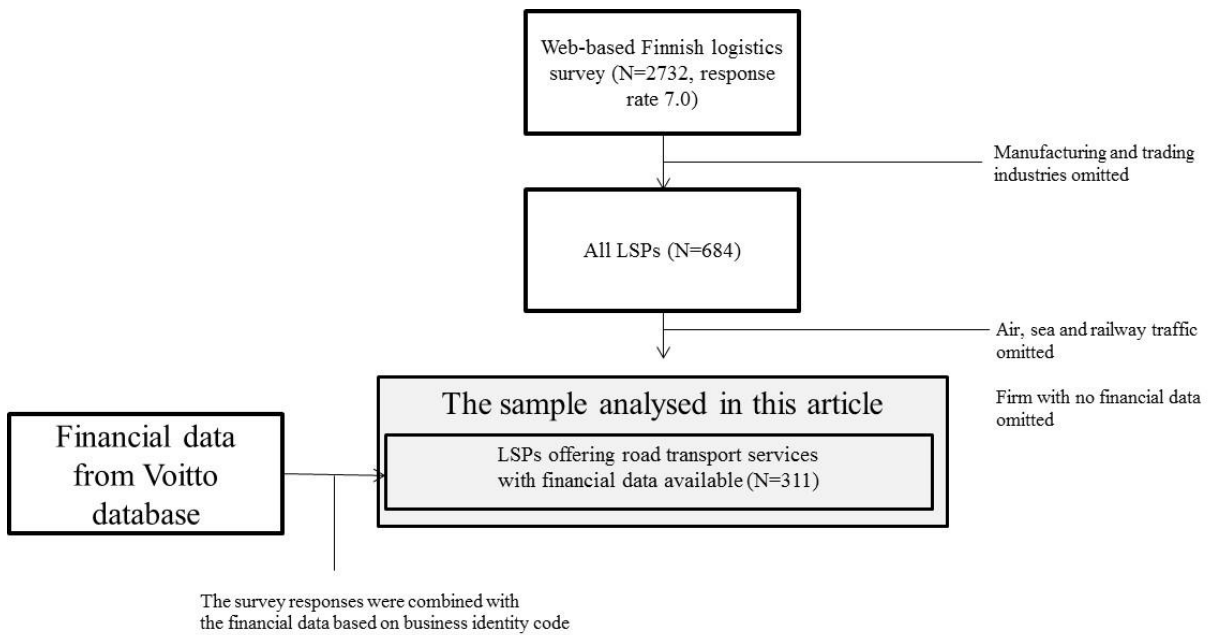 Web-based Finnish logistics
survey (N=2732, response
rate 7.0)
Manufacturing and trading
industries omitted
All LSPs (N=684)
Air, sea and railway traffic
omitted
Firm with no financial data
omitted
The sample analysed in this article
LSPs offering road transport services
with financial data available (N=311)
Financial data
from Voitto
database
The survey responses were combined with
the financial data based on business identity code